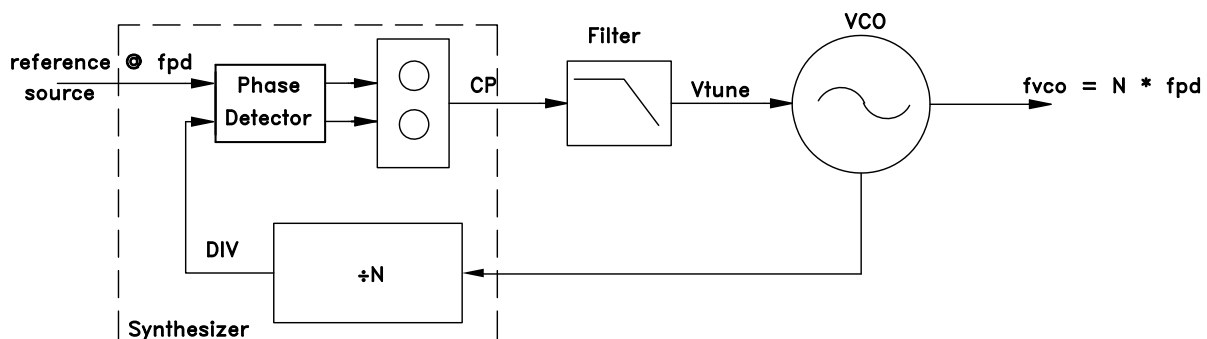 VCO
Filter
reference @ fpd
source
Phase
Detector
CP
Vtune
fvco = N * fpd
DIV
÷N
Synthesizer